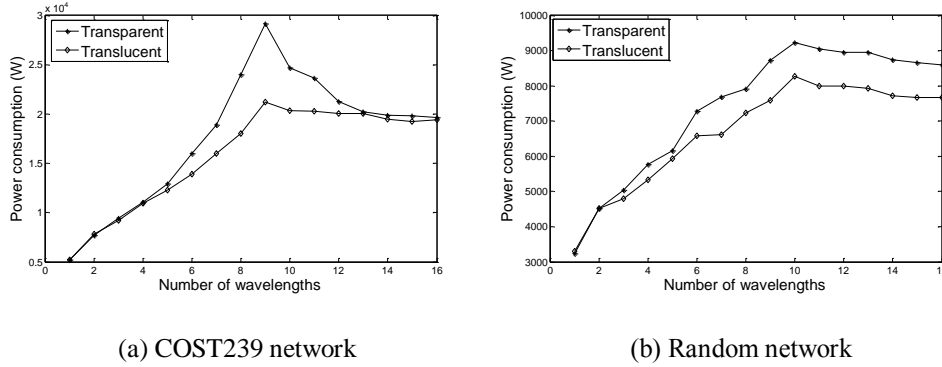 x 10⁴
3
Transparent
Translucent
2.5
2
1.5
1
0.5
Power consumption (W)
0 2 4 6 8 10 12 14 16
Number of wavelengths
(a) COST239 network
10000
Transparent
Translucent
9000
8000
7000
6000
5000
4000
3000
Power consumption (W)
0 2 4 6 8 10 12 14 16
Number of wavelengths
(b) Random network